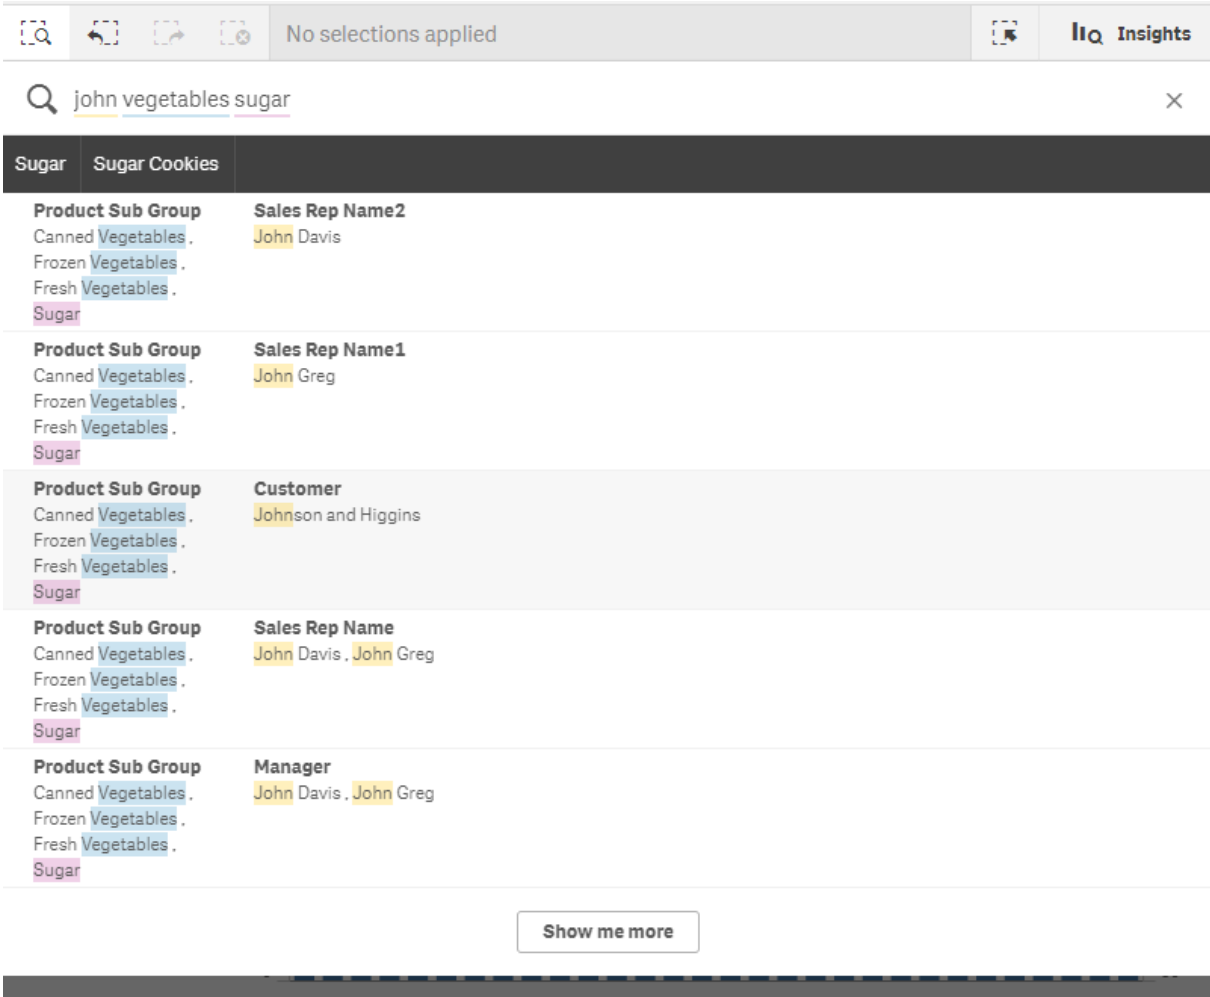 No selections applied
Insights
john vegetables sugar
Sugar
Sugar Cookies
Product Sub Group
Canned Vegetables ,
Frozen Vegetables ,
Fresh Vegetables ,
Sugar
Sales Rep Name2
John Davis
Product Sub Group
Canned Vegetables ,
Frozen Vegetables ,
Fresh Vegetables ,
Sugar
Sales Rep Name1
John Greg
Product Sub Group
Canned Vegetables ,
Frozen Vegetables ,
Fresh Vegetables ,
Sugar
Customer
Johnson and Higgins
Product Sub Group
Canned Vegetables ,
Frozen Vegetables ,
Fresh Vegetables ,
Sugar
Sales Rep Name
John Davis , John Greg
Product Sub Group
Canned Vegetables ,
Frozen Vegetables ,
Fresh Vegetables ,
Sugar
Manager
John Davis , John Greg
Show me more